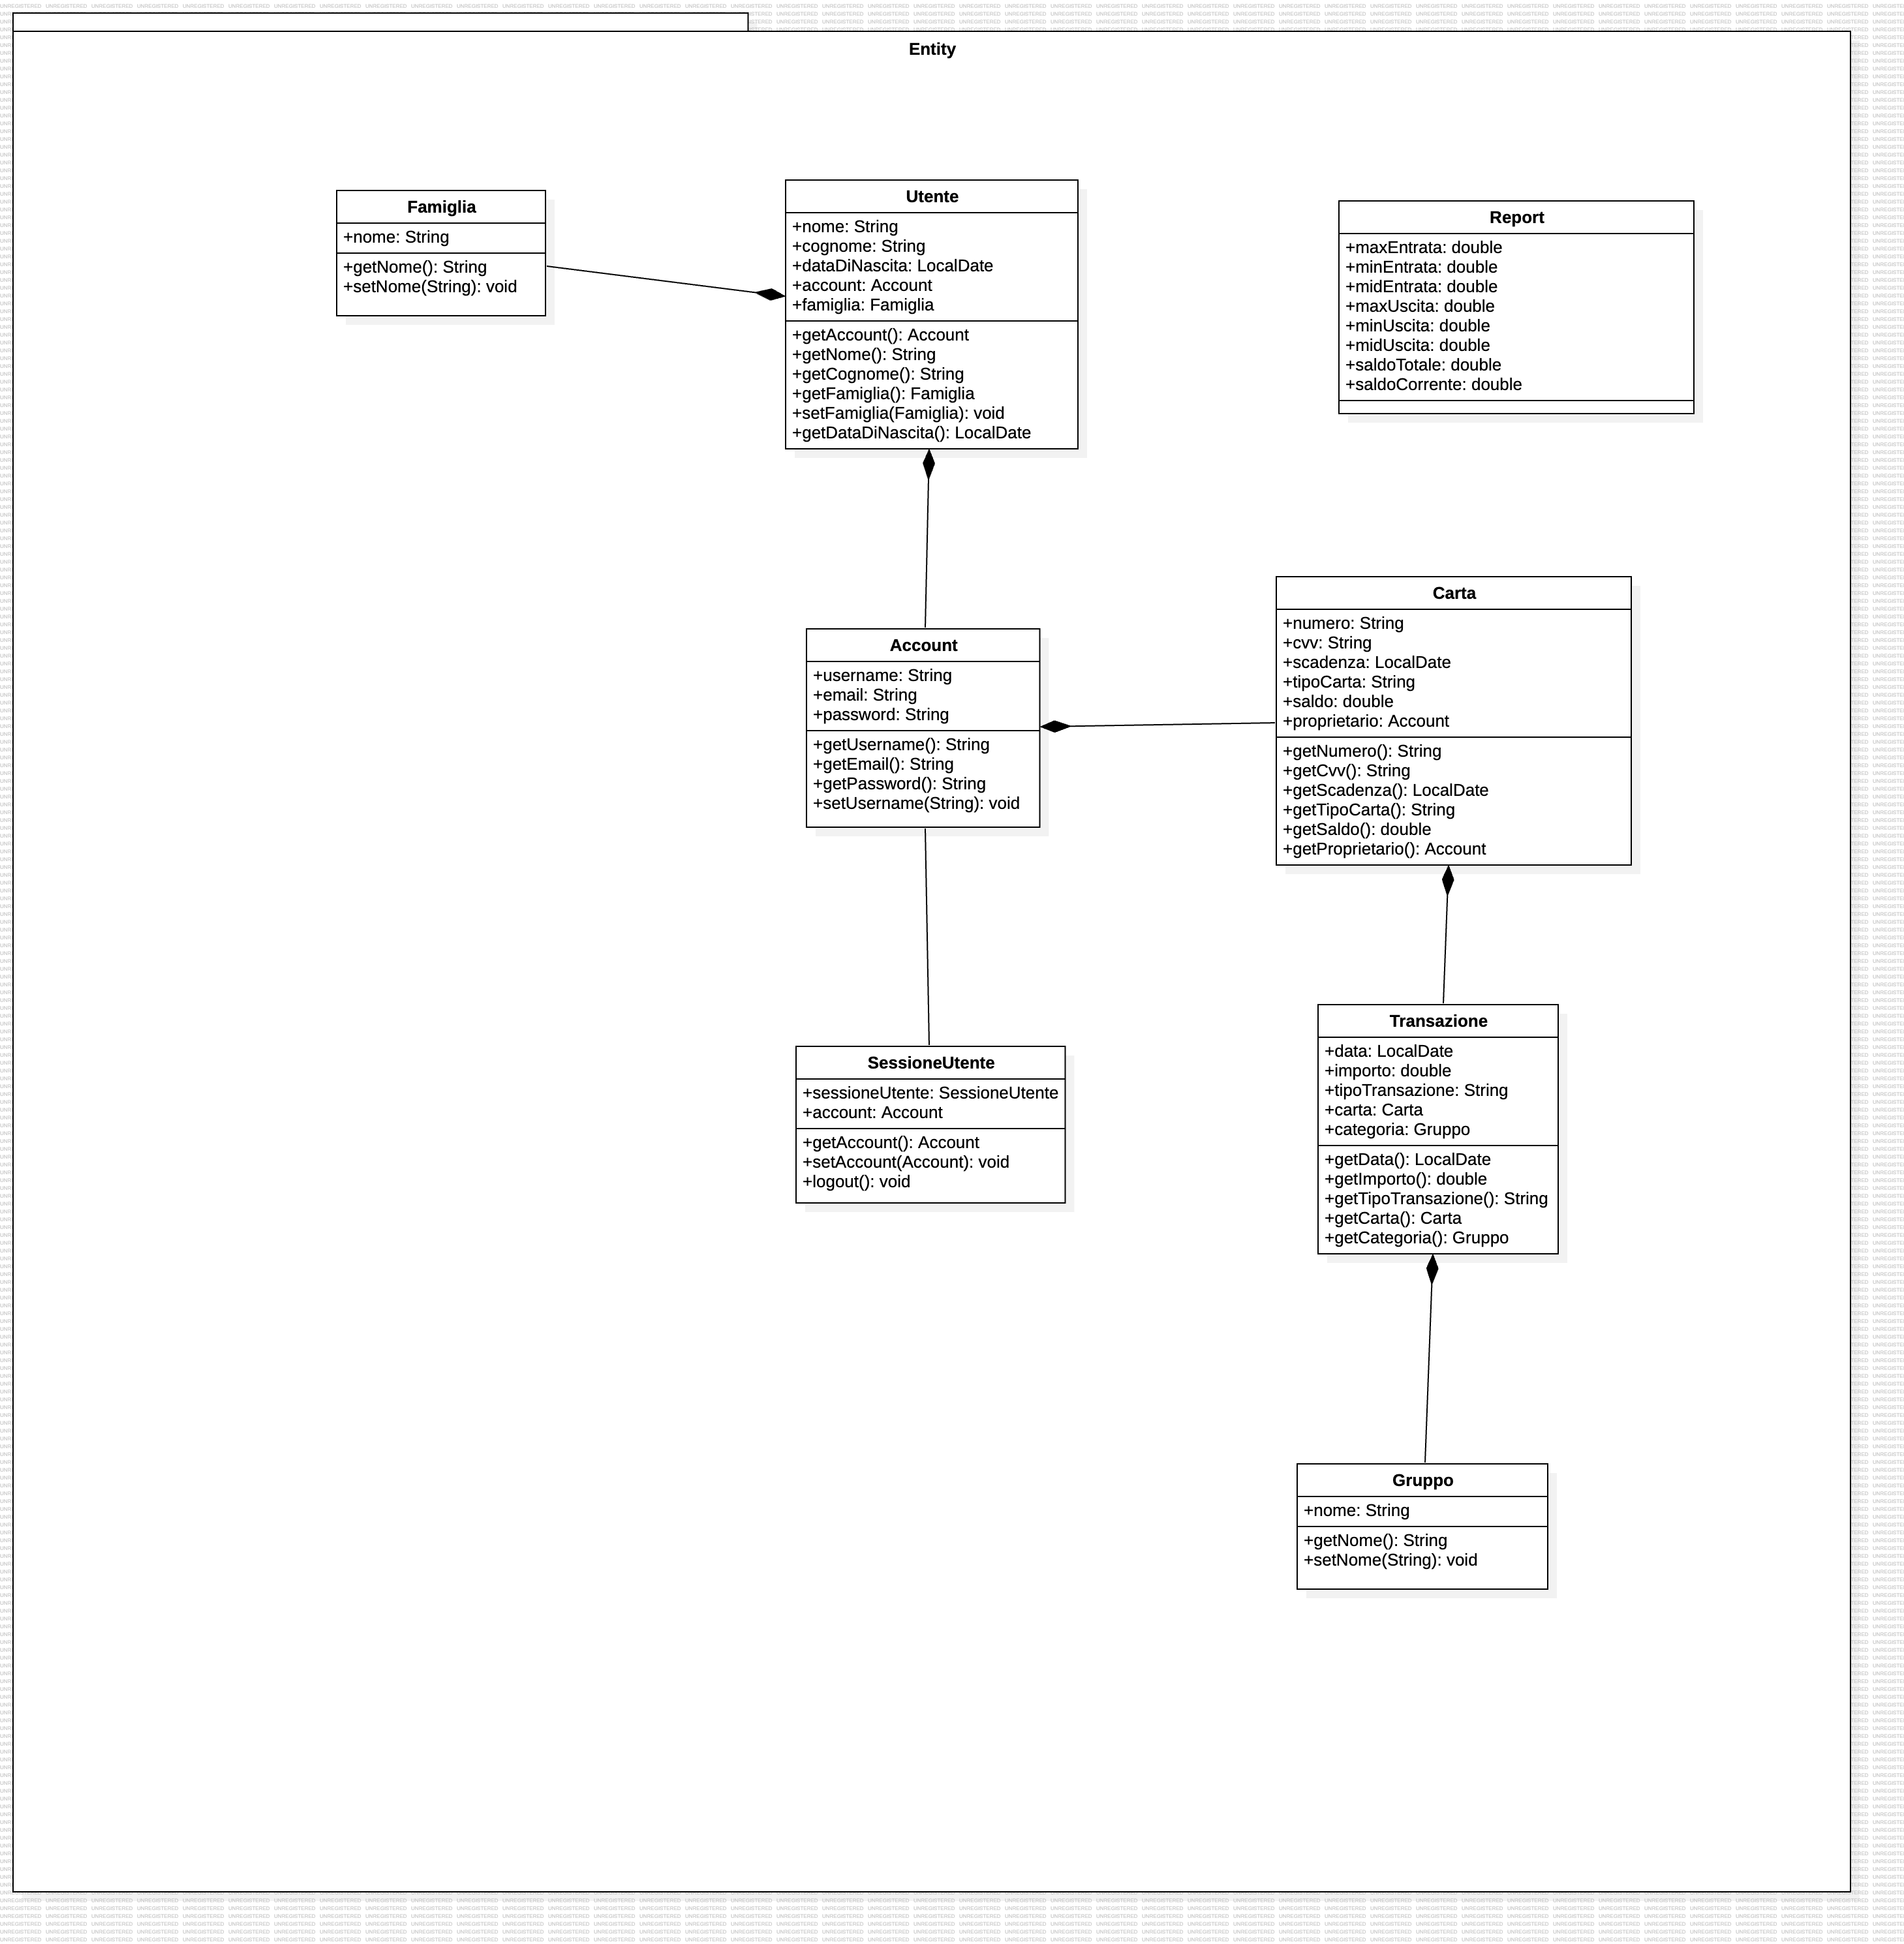 Entity
Famiglia
+nome: String
+getNome(): String
+setNome(String): void
Utente
+nome: String
+cognome: String
+dataDiNascita: LocalDate
+account: Account
+famiglia: Famiglia
+getAccount(): Account
+getNome(): String
+getCognome(): String
+getFamiglia(): Famiglia
+setFamiglia(Famiglia): void
+getDataDiNascita(): LocalDate
Report
+maxEntrata: double
+minEntrata: double
+midEntrata: double
+maxUscita: double
+minUscita: double
+midUscita: double
+saldoTotale: double
+saldoCorrente: double
Account
+username: String
+email: String
+password: String
+getUsername(): String
+getEmail(): String
+getPassword(): String
+setUsername(String): void
Carta
+numero: String
+cvv: String
+scadenza: LocalDate
+tipoCarta: String
+saldo: double
+proprietario: Account
+getNumero(): String
+getCvv(): String
+getScadenza(): LocalDate
+getTipoCarta(): String
+getSaldo(): double
+getProprietario(): Account
SessioneUtente
+sessioneUtente: SessioneUtente
+account: Account
+getAccount(): Account
+setAccount(Account): void
+logout(): void
Transazione
+data: LocalDate
+importo: double
+tipoTransazione: String
+carta: Carta
+categoria: Gruppo
+getData(): LocalDate
+getImporto(): double
+getTipoTransazione(): String
+getCarta(): Carta
+getCategoria(): Gruppo
Gruppo
+nome: String
+getNome(): String
+setNome(String): void
UNREGISTERED